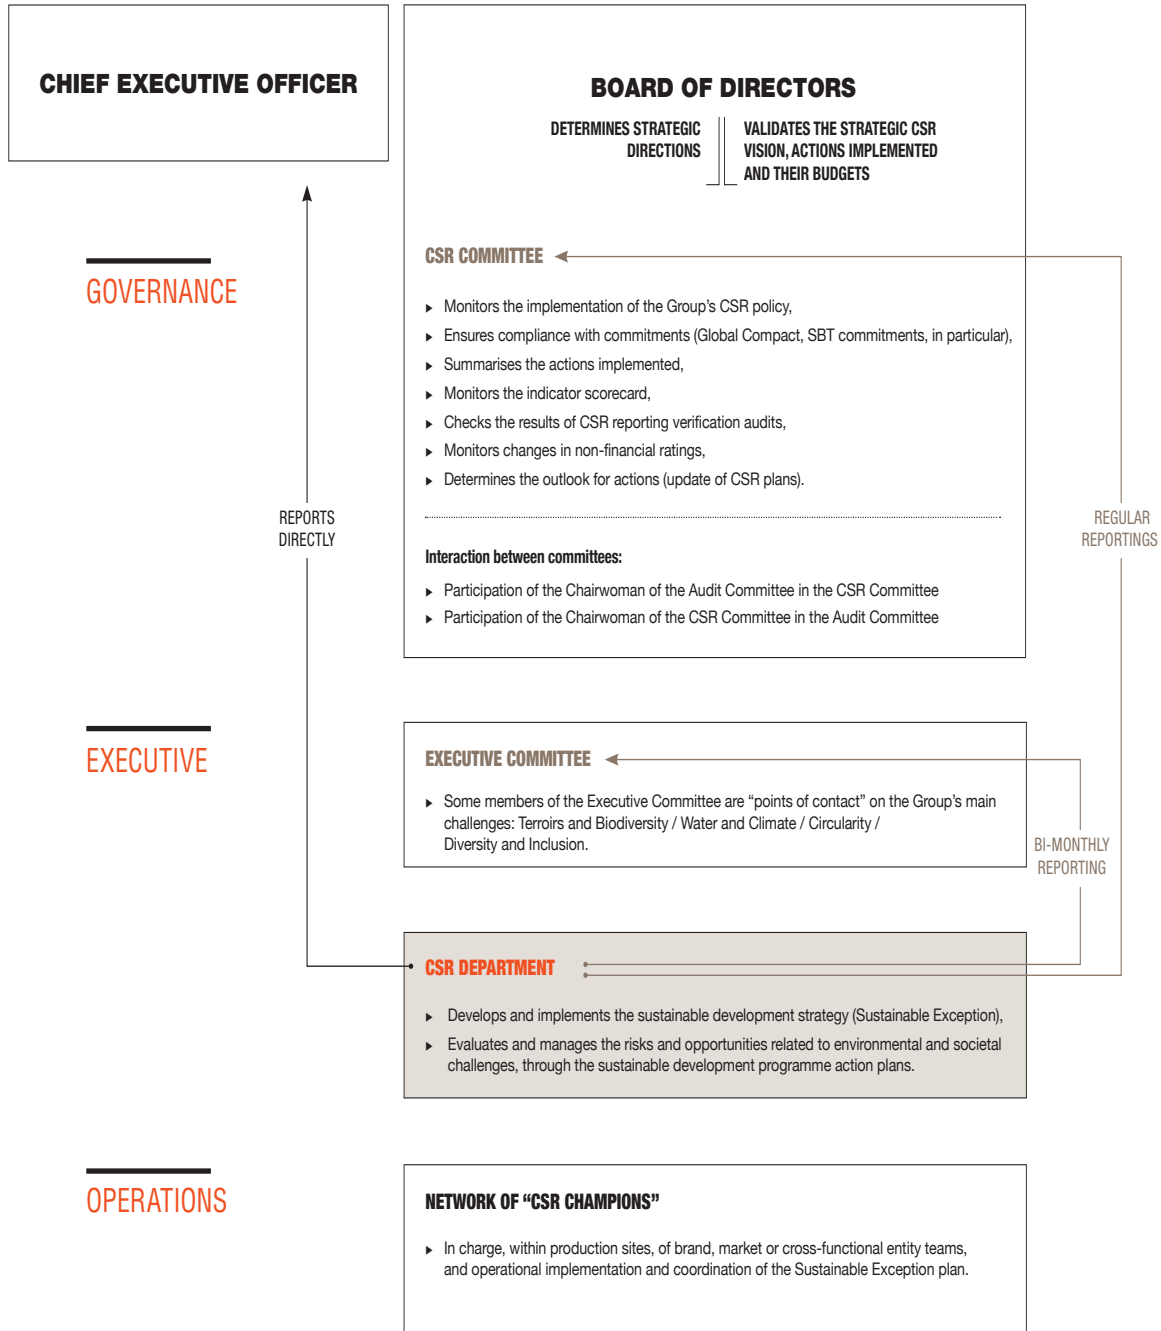 CHIEF EXECUTIVE OFFICER
BOARD OF DIRECTORS
DETERMINES STRATEGIC
DIRECTIONS
VALIDATES THE STRATEGIC CSR
VISION, ACTIONS IMPLEMENTED
AND THEIR BUDGETS
GOVERNANCE
CSR COMMITTEE
▸ Monitors the implementation of the Group’s CSR policy,
▸ Ensures compliance with commitments (Global Compact, SBT commitments, in particular),
▸ Summarises the actions implemented,
▸ Monitors the indicator scorecard,
▸ Checks the results of CSR reporting verification audits,
▸ Monitors changes in non-financial ratings,
▸ Determines the outlook for actions (update of CSR plans).
REPORTS
DIRECTLY
REGULAR
REPORTINGS
Interaction between committees:
▸ Participation of the Chairwoman of the Audit Committee in the CSR Committee
▸ Participation of the Chairwoman of the CSR Committee in the Audit Committee
EXECUTIVE
EXECUTIVE COMMITTEE
▸ Some members of the Executive Committee are “points of contact” on the Group’s main
challenges: Terroirs and Biodiversity / Water and Climate / Circularity /
Diversity and Inclusion.
BI-MONTHLY
REPORTING
CSR DEPARTMENT
▸ Develops and implements the sustainable development strategy (Sustainable Exception),
▸ Evaluates and manages the risks and opportunities related to environmental and societal
challenges, through the sustainable development programme action plans.
OPERATIONS
NETWORK OF “CSR CHAMPIONS”
▸ In charge, within production sites, of brand, market or cross-functional entity teams,
and operational implementation and coordination of the Sustainable Exception plan.